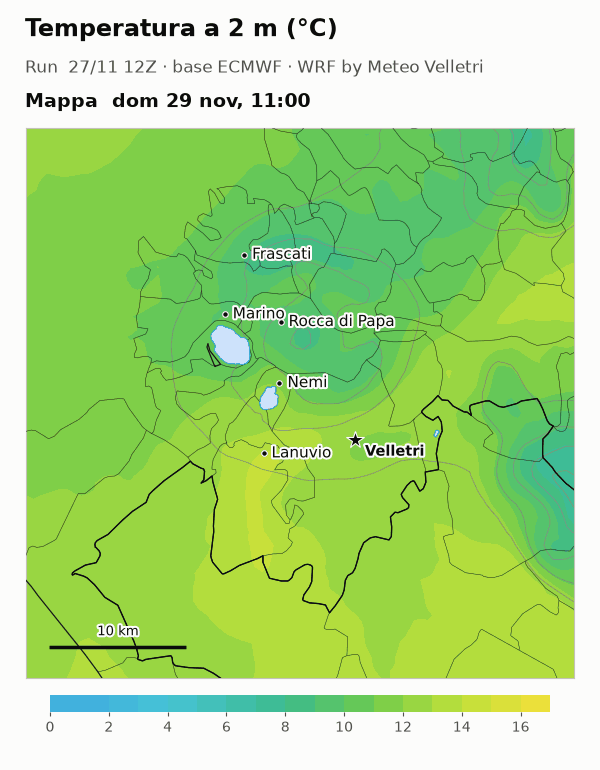 Temperatura a 2 m (°C)
Run  27/11 12Z · base ECMWF · WRF by Meteo Velletri
Mappa  dom 29 nov, 11:00
Frascati
Marino
Rocca di Papa
Nemi
Velletri
Lanuvio
10 km
0 2 4 6 8 10 12 14 16